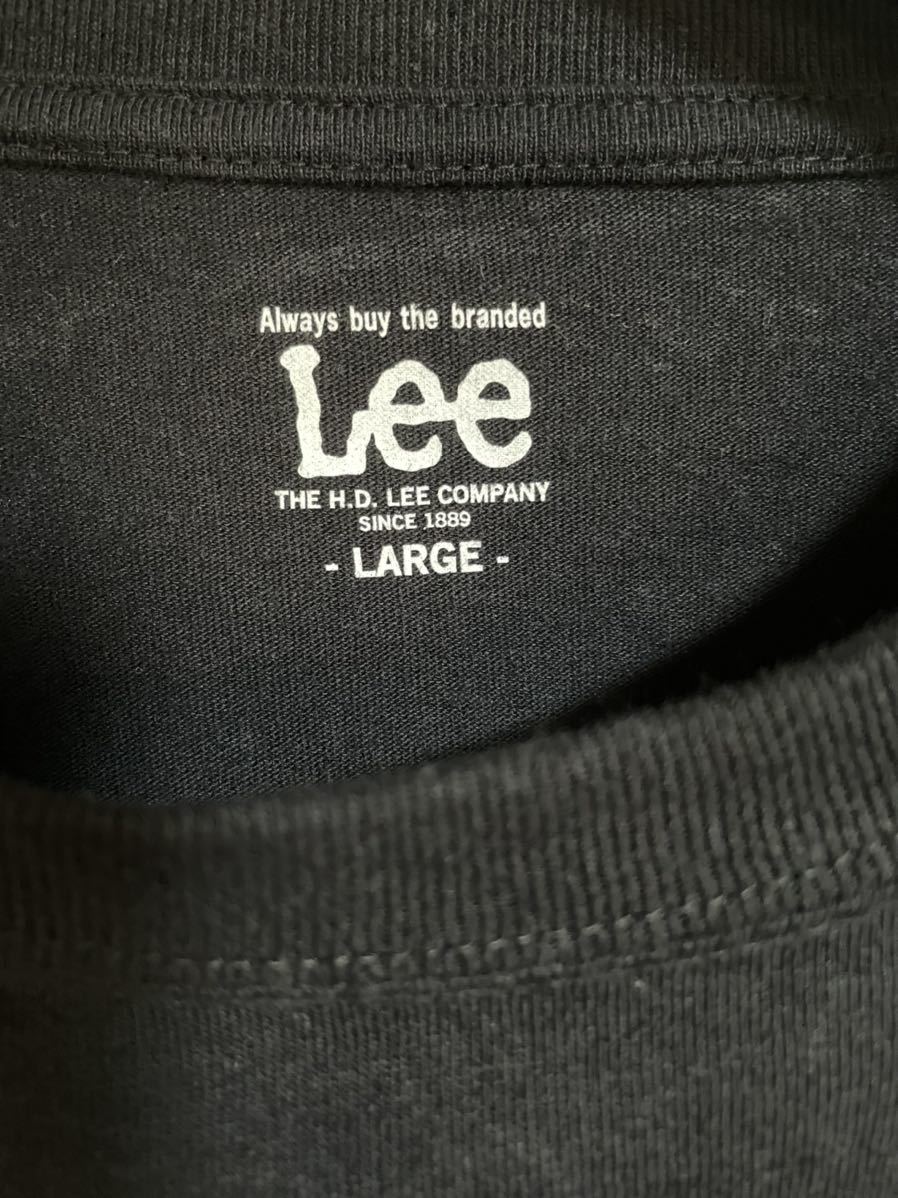 Always buy the branded
Lee
THE H.D. LEE COMPANY
SINCE 1889
- LARGE -